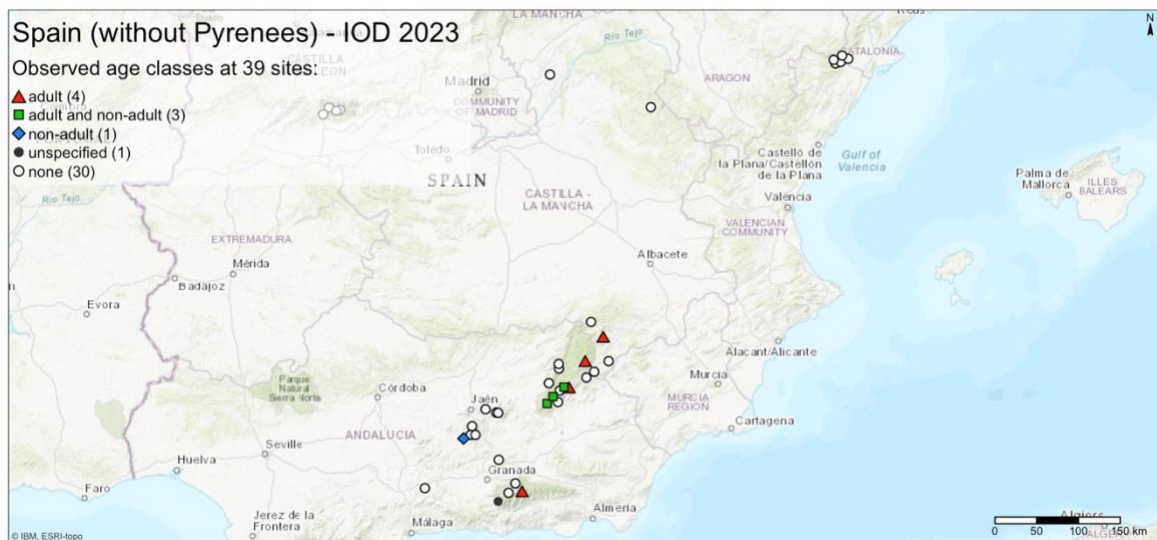 Spain (without Pyrenees) - IOD 2023
Observed age classes at 39 sites:
adult (4)
adult and non-adult (3)
non-adult (1)
unspecified (1)
none (30)
N
LA MANCHA
Río Tejo
CATALONIA
ARAGON
Madrid
COMMUNITY
OF MADRID
Toledo
Castelló de
la Plana/Castellón
de la Plana
Gulf of
Valencia
Palma de
Mallorca
ILLES
BALEARS
SPAIN
CASTILLA -
LA MANCHA
Valencia
VALENCIAN
COMMUNITY
Rio Tejo
EXTREMADURA
Mérida
Badajoz
Albacete
Evora
Alacant/Alicante
Parque
Natural
Sierra Norte
Córdoba
Murcia
MURCIA
REGION
Jaén
Cartagena
ANDALUCIA
Seville
Huelva
Granada
Faro
Almería
Jerez de la
Frontera
Málaga
Algiers
0 50 100 150 km
© IBM, ESRI-topo